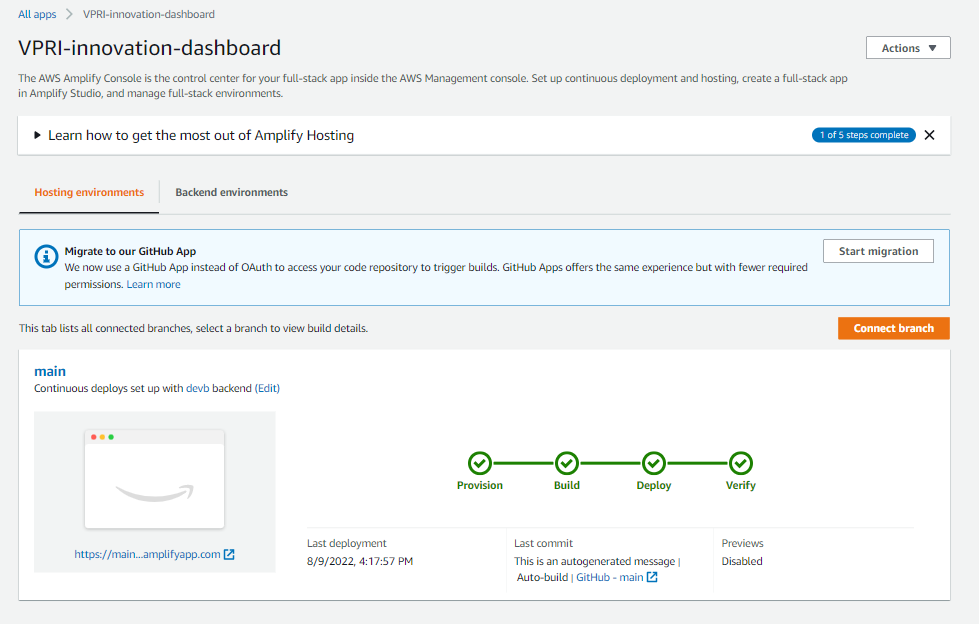 All apps > VPRI-innovation-dashboard
VPRI-innovation-dashboard
Actions ▼
The AWS Amplify Console is the control center for your full-stack app inside the AWS Management console. Set up continuous deployment and hosting, create a full-stack app
in Amplify Studio, and manage full-stack environments.
Learn how to get the most out of Amplify Hosting
1 of 5 steps complete
Hosting environments
Backend environments
Migrate to our GitHub App
We now use a GitHub App instead of OAuth to access your code repository to trigger builds. GitHub Apps offers the same experience but with fewer required
permissions. Learn more
Start migration
This tab lists all connected branches, select a branch to view build details.
Connect branch
main
Continuous deploys set up with devb backend (Edit)
https://main...amplifyapp.com
Provision
Build
Deploy
Verify
Last deployment
8/9/2022, 4:17:57 PM
Last commit
This is an autogenerated message |
Auto-build | GitHub - main
Previews
Disabled